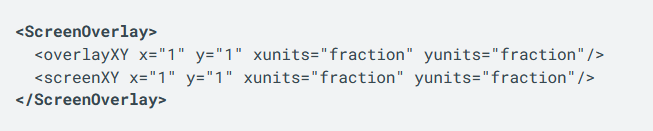 <ScreenOverlay>
<overlayXY x="1" y="1" xunits="fraction" yunits="fraction"/>
<screenXY x="1" y="1" xunits="fraction" yunits="fraction"/>
</ScreenOverlay>